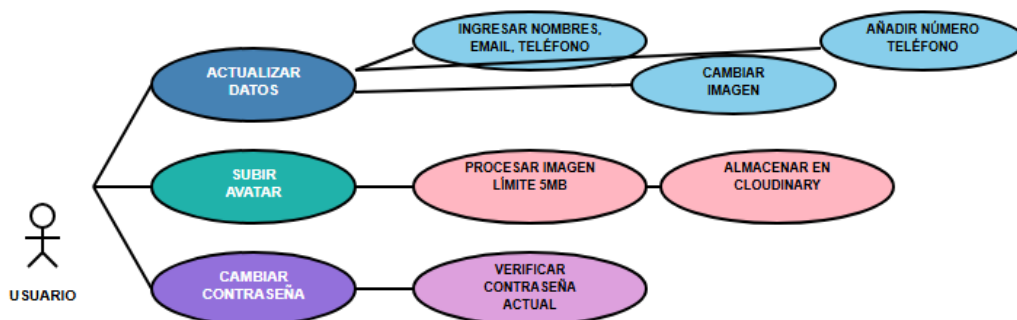 INGRESAR NOMBRES,
EMAIL, TELÉFONO
AÑADIR NÚMERO
TELÉFONO
ACTUALIZAR
DATOS
CAMBIAR
IMAGEN
SUBIR
AVATAR
PROCESAR IMAGEN
LÍMITE 5MB
ALMACENAR EN
CLOUDINARY
CAMBIAR
CONTRASEÑA
VERIFICAR
CONTRASEÑA
ACTUAL
USUARIO